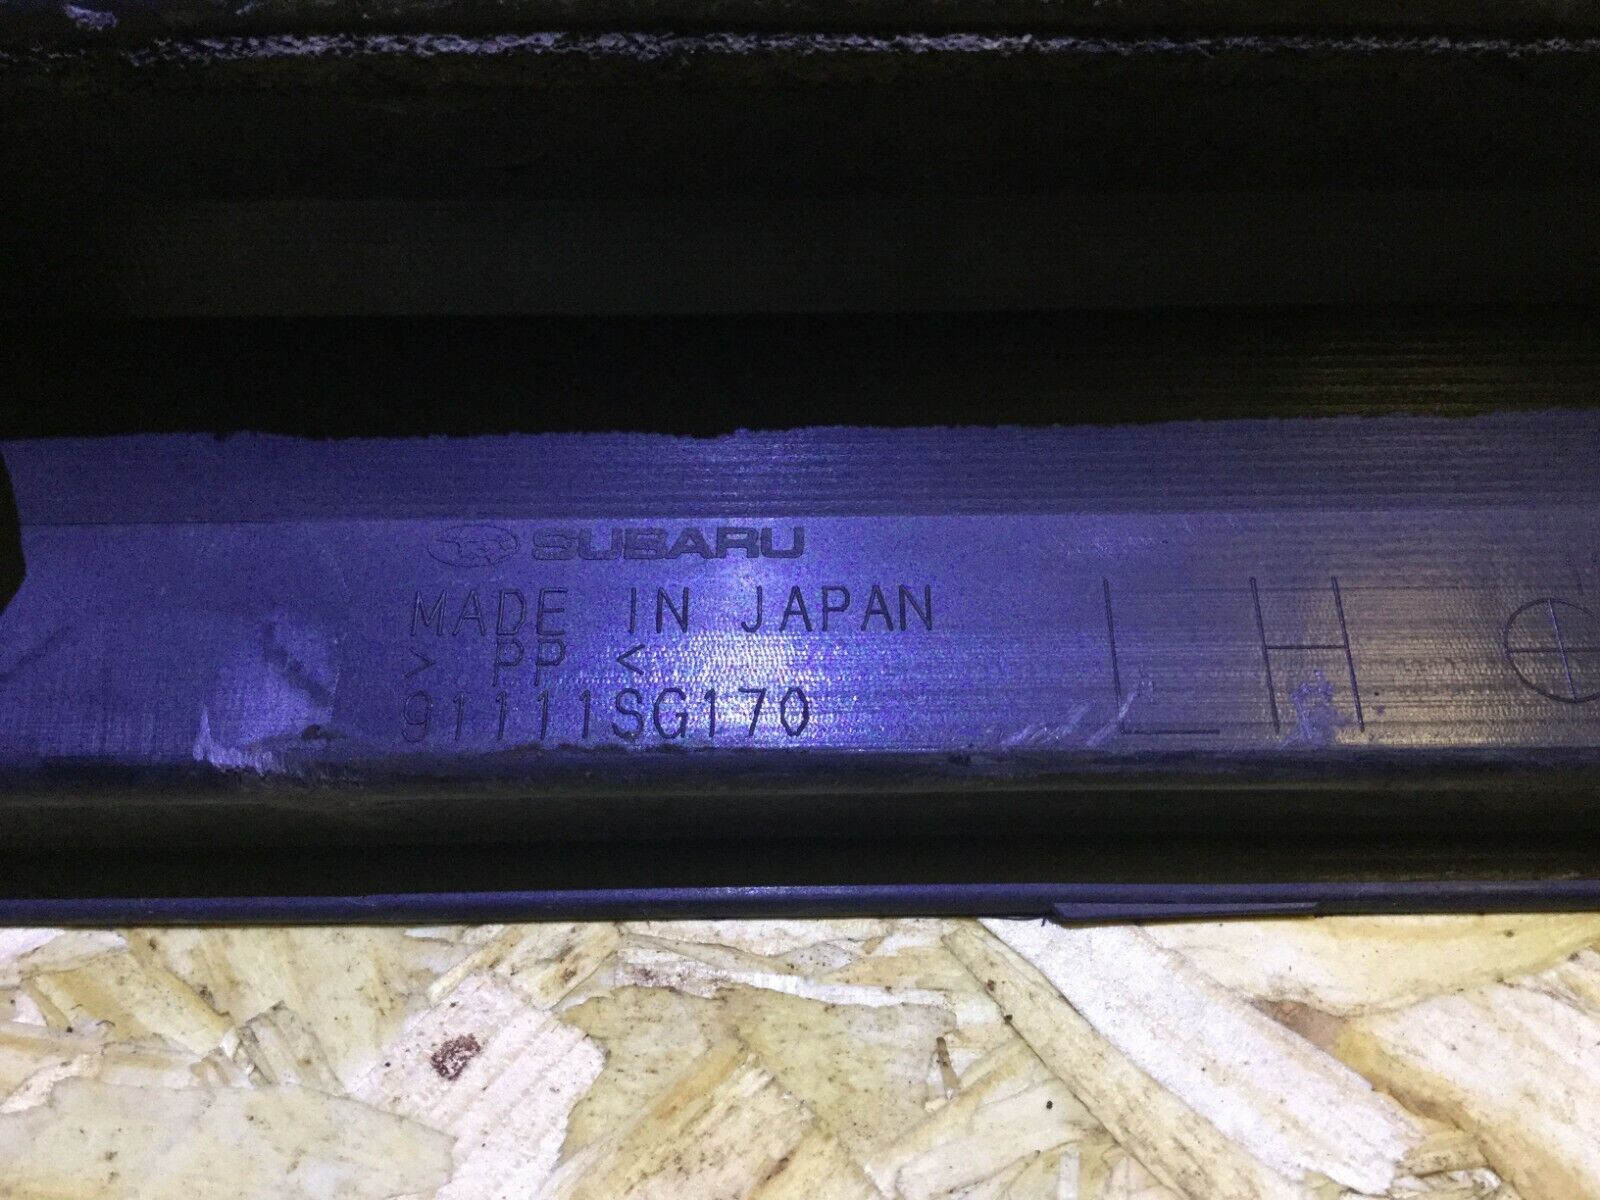 SUBARU
MADE IN JAPAN
> PP <
91111SG170
LH